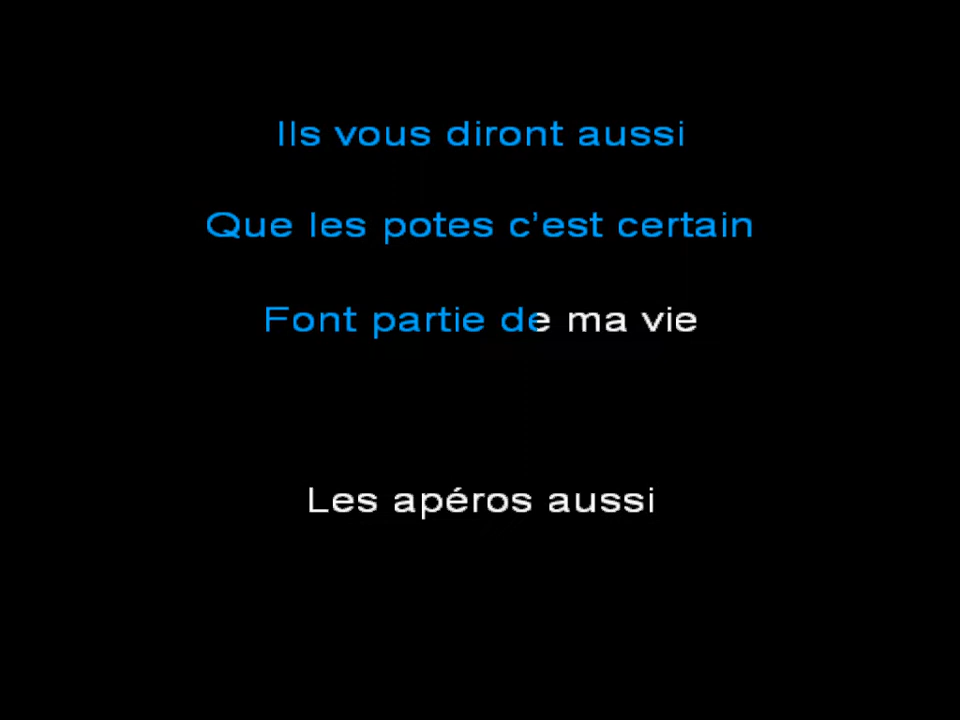 Ils vous diront aussi
Que les potes c'est certain
Font partie de ma vie
Les apéros aussi